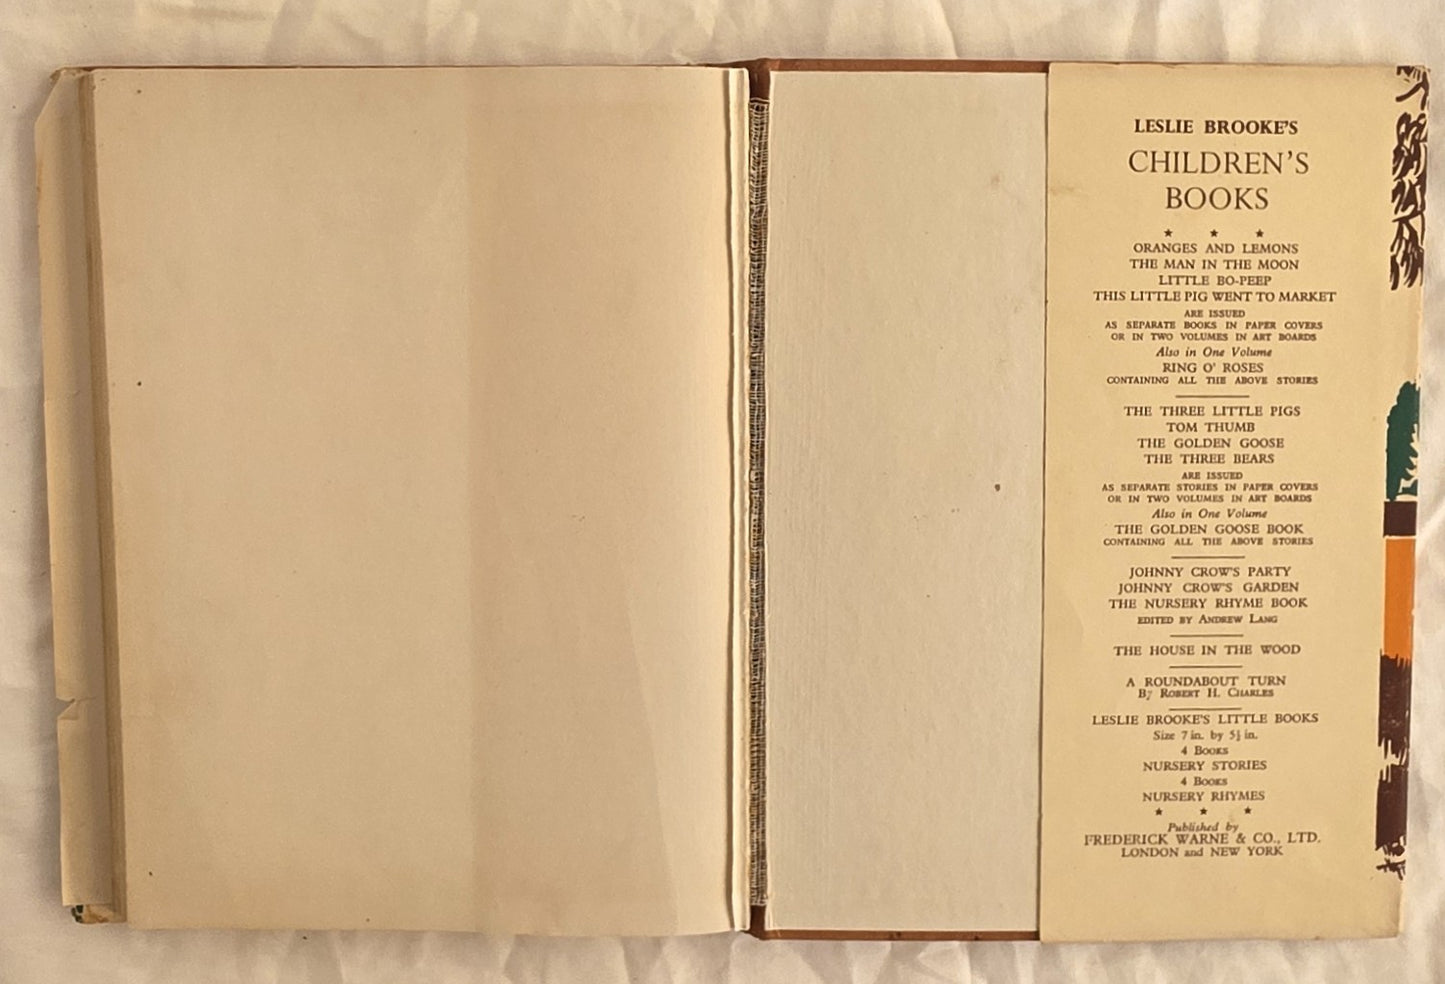 LESLIE BROOKE'S
CHILDREN'S
BOOKS
★ ★ ★
ORANGES AND LEMONS
THE MAN IN THE MOON
LITTLE BO-PEEP
THIS LITTLE PIG WENT TO MARKET
ARE ISSUED
AS SEPARATE BOOKS IN PAPER COVERS
OR IN TWO VOLUMES IN ART BOARDS
Also in One Volume
RING O' ROSES
CONTAINING ALL THE ABOVE STORIES
THE THREE LITTLE PIGS
TOM THUMB
THE GOLDEN GOOSE
THE THREE BEARS
ARE ISSUED
AS SEPARATE STORIES IN PAPER COVERS
OR IN TWO VOLUMES IN ART BOARDS
Also in One Volume
THE GOLDEN GOOSE BOOK
CONTAINING ALL THE ABOVE STORIES
JOHNNY CROW'S PARTY
JOHNNY CROW'S GARDEN
THE NURSERY RHYME BOOK
EDITED BY ANDREW LANG
THE HOUSE IN THE WOOD
A ROUNDABOUT TURN
By ROBERT H. CHARLES
LESLIE BROOKE'S LITTLE BOOKS
Size 7 in. by 5½ in.
4 BOOKS
NURSERY STORIES
4 BOOKS
NURSERY RHYMES
★ ★ ★
Published by
FREDERICK WARNE & CO., LTD.
LONDON and NEW YORK